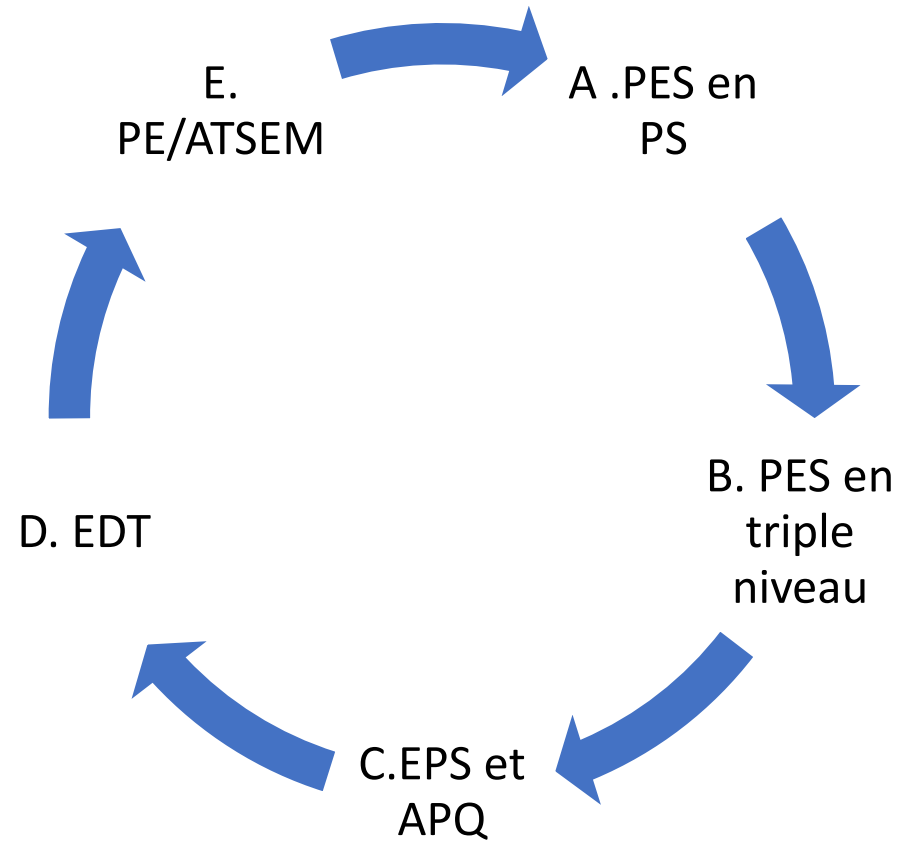 E.
PE/ATSEM
A .PES en
PS
B. PES en
triple
niveau
C.EPS et
APQ
D. EDT